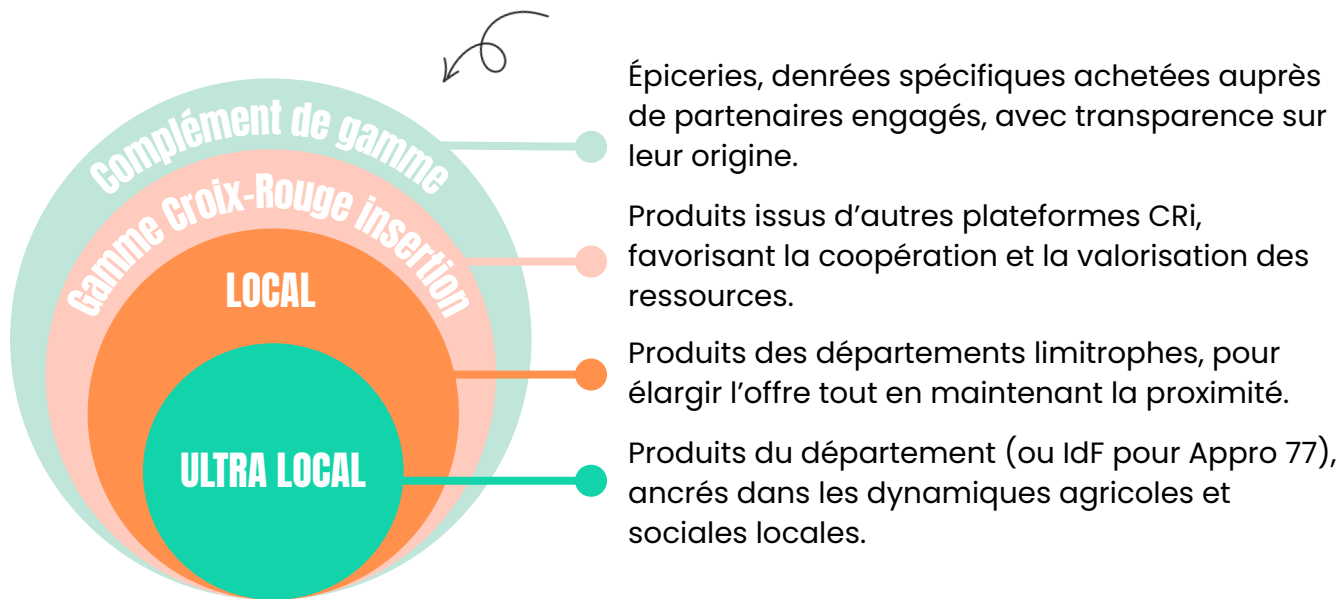 Complément de gamme
Épiceries, denrées spécifiques achetées auprès
de partenaires engagés, avec transparence sur
leur origine.
Gamme Croix-Rouge insertion
Produits issus d’autres plateformes CRi,
favorisant la coopération et la valorisation des
ressources.
LOCAL
Produits des départements limitrophes, pour
élargir l’offre tout en maintenant la proximité.
ULTRA LOCAL
Produits du département (ou IdF pour Appro 77),
ancrés dans les dynamiques agricoles et
sociales locales.